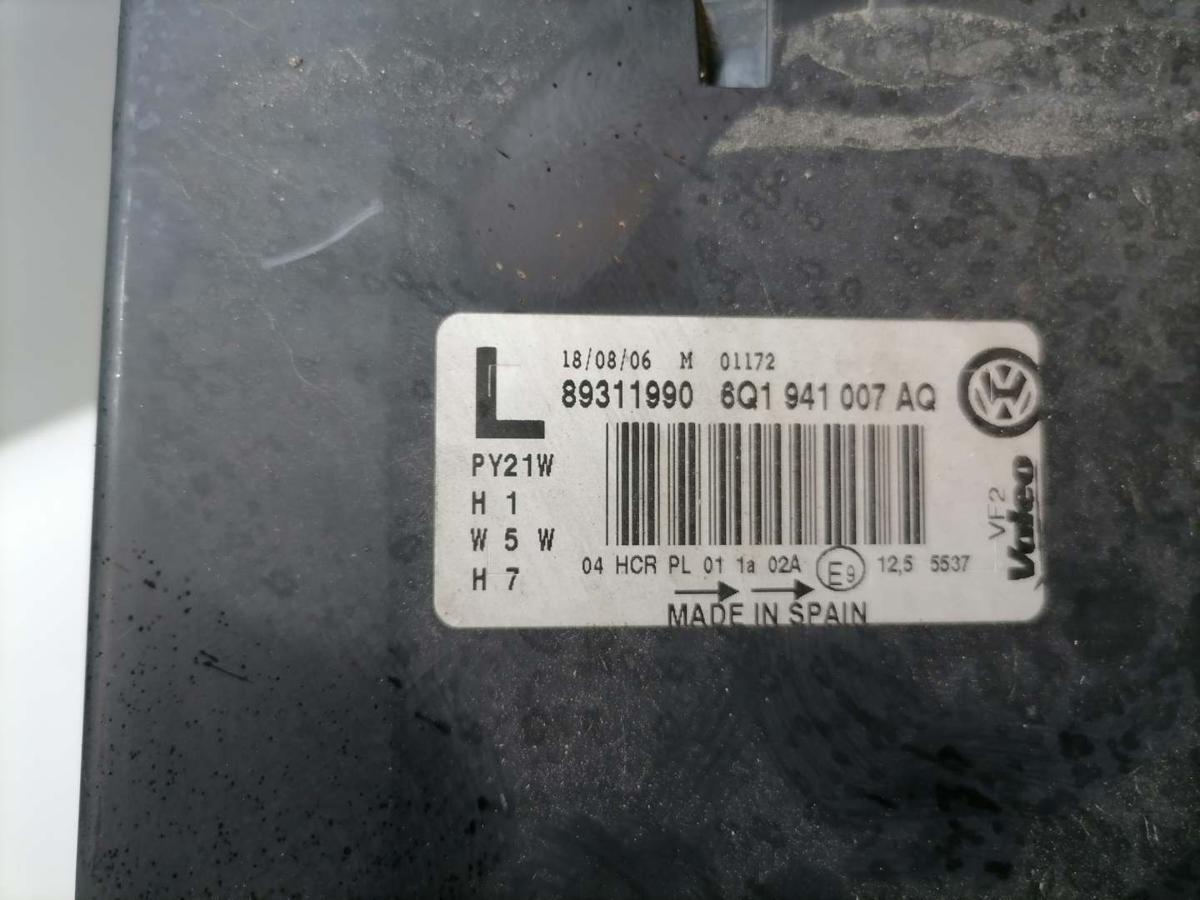 L
18/08/06 M 01172
89311990 6Q1 941 007 AQ
PY21W
H 1
W 5 W
H 7
04 HCR PL 01 1a 02A E9 12,5 5537
MADE IN SPAIN
VF2
Valeo
VW